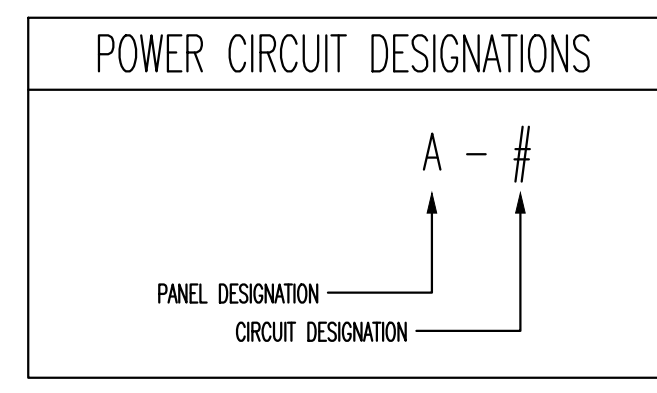 POWER CIRCUIT DESIGNATIONS
A - #
PANEL DESIGNATION
CIRCUIT DESIGNATION